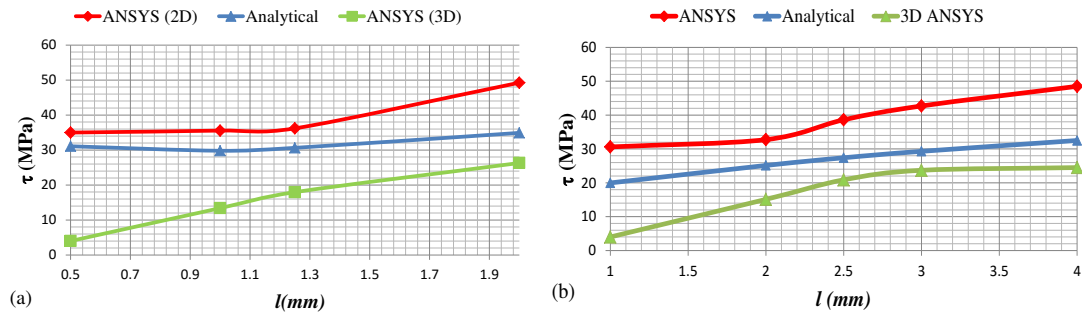 ANSYS (2D) Analytical ANSYS (3D)
60
50
40
30
20
10
0
τ (MPa)
0.5 0.7 0.9 1.1 1.3 1.5 1.7 1.9
l(mm)
(a)
ANSYS Analytical 3D ANSYS
60
50
40
30
20
10
0
τ (MPa)
1 1.5 2 2.5 3 3.5 4
l (mm)
(b)